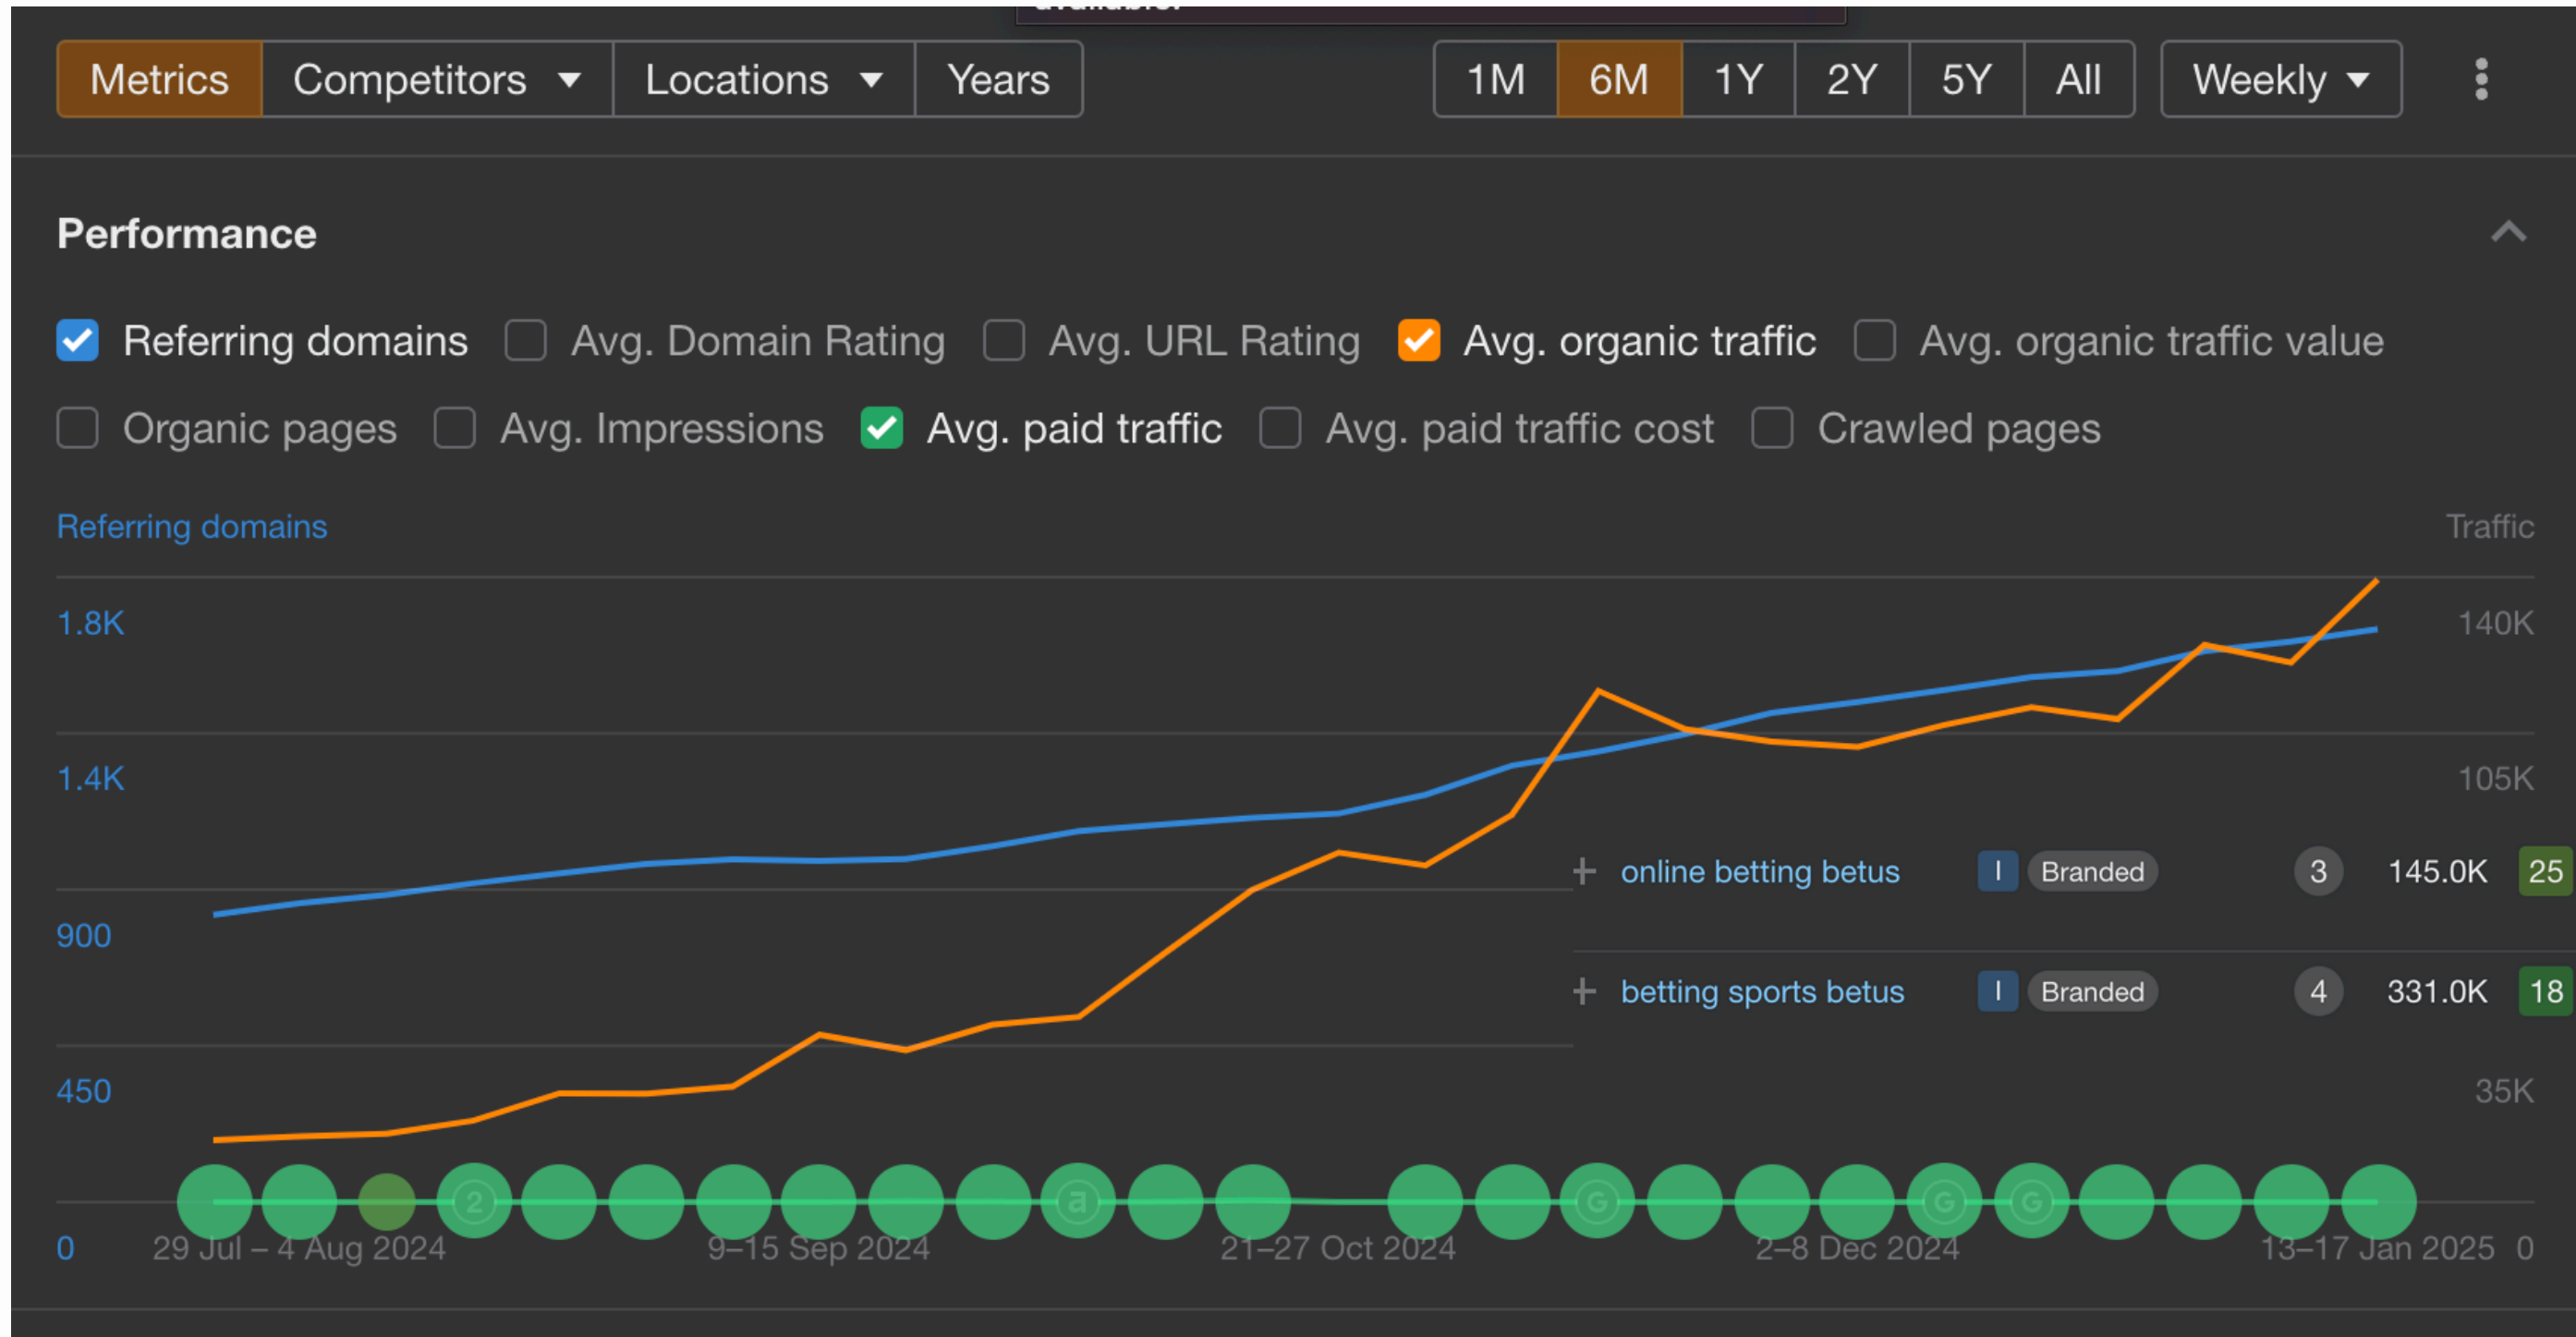 Metrics Competitors Locations Years 1M 6M 1Y 2Y 5Y All Weekly
Performance
Referring domains Avg. Domain Rating Avg. URL Rating Avg. organic traffic Avg. organic traffic value
Organic pages Avg. Impressions Avg. paid traffic Avg. paid traffic cost Crawled pages
Referring domains Traffic
1.8K 140K
1.4K 105K
+ online betting betus I Branded 3 145.0K 25
900
+ betting sports betus I Branded 4 331.0K 18
450 35K
2 a G G G
0 29 Jul – 4 Aug 2024 9–15 Sep 2024 21–27 Oct 2024 2–8 Dec 2024 13–17 Jan 2025 0